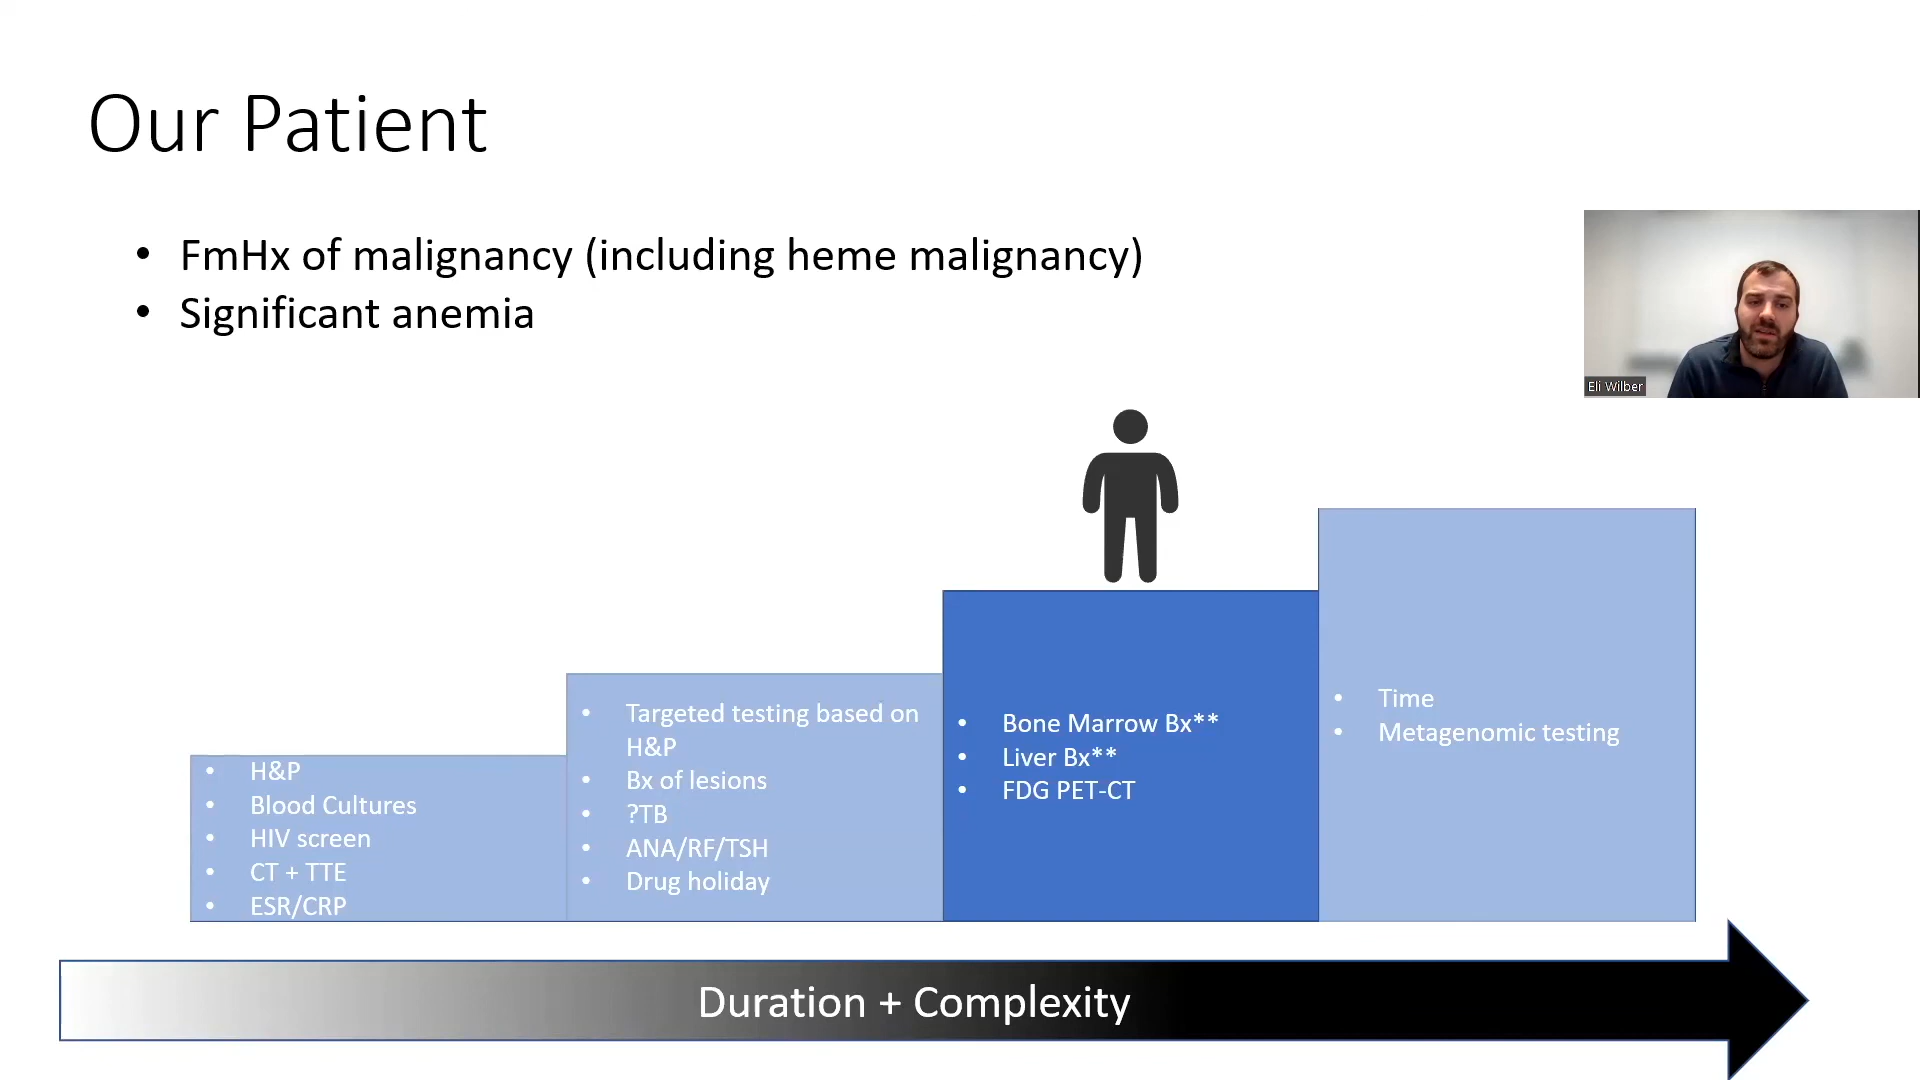 Our Patient
• FmHx of malignancy (including heme malignancy)
• Significant anemia
Eli Wilber
• H&P
• Blood Cultures
• HIV screen
• CT + TTE
• ESR/CRP
• Targeted testing based on
H&P
• Bx of lesions
• ?TB
• ANA/RF/TSH
• Drug holiday
• Bone Marrow Bx**
• Liver Bx**
• FDG PET-CT
• Time
• Metagenomic testing
Duration + Complexity